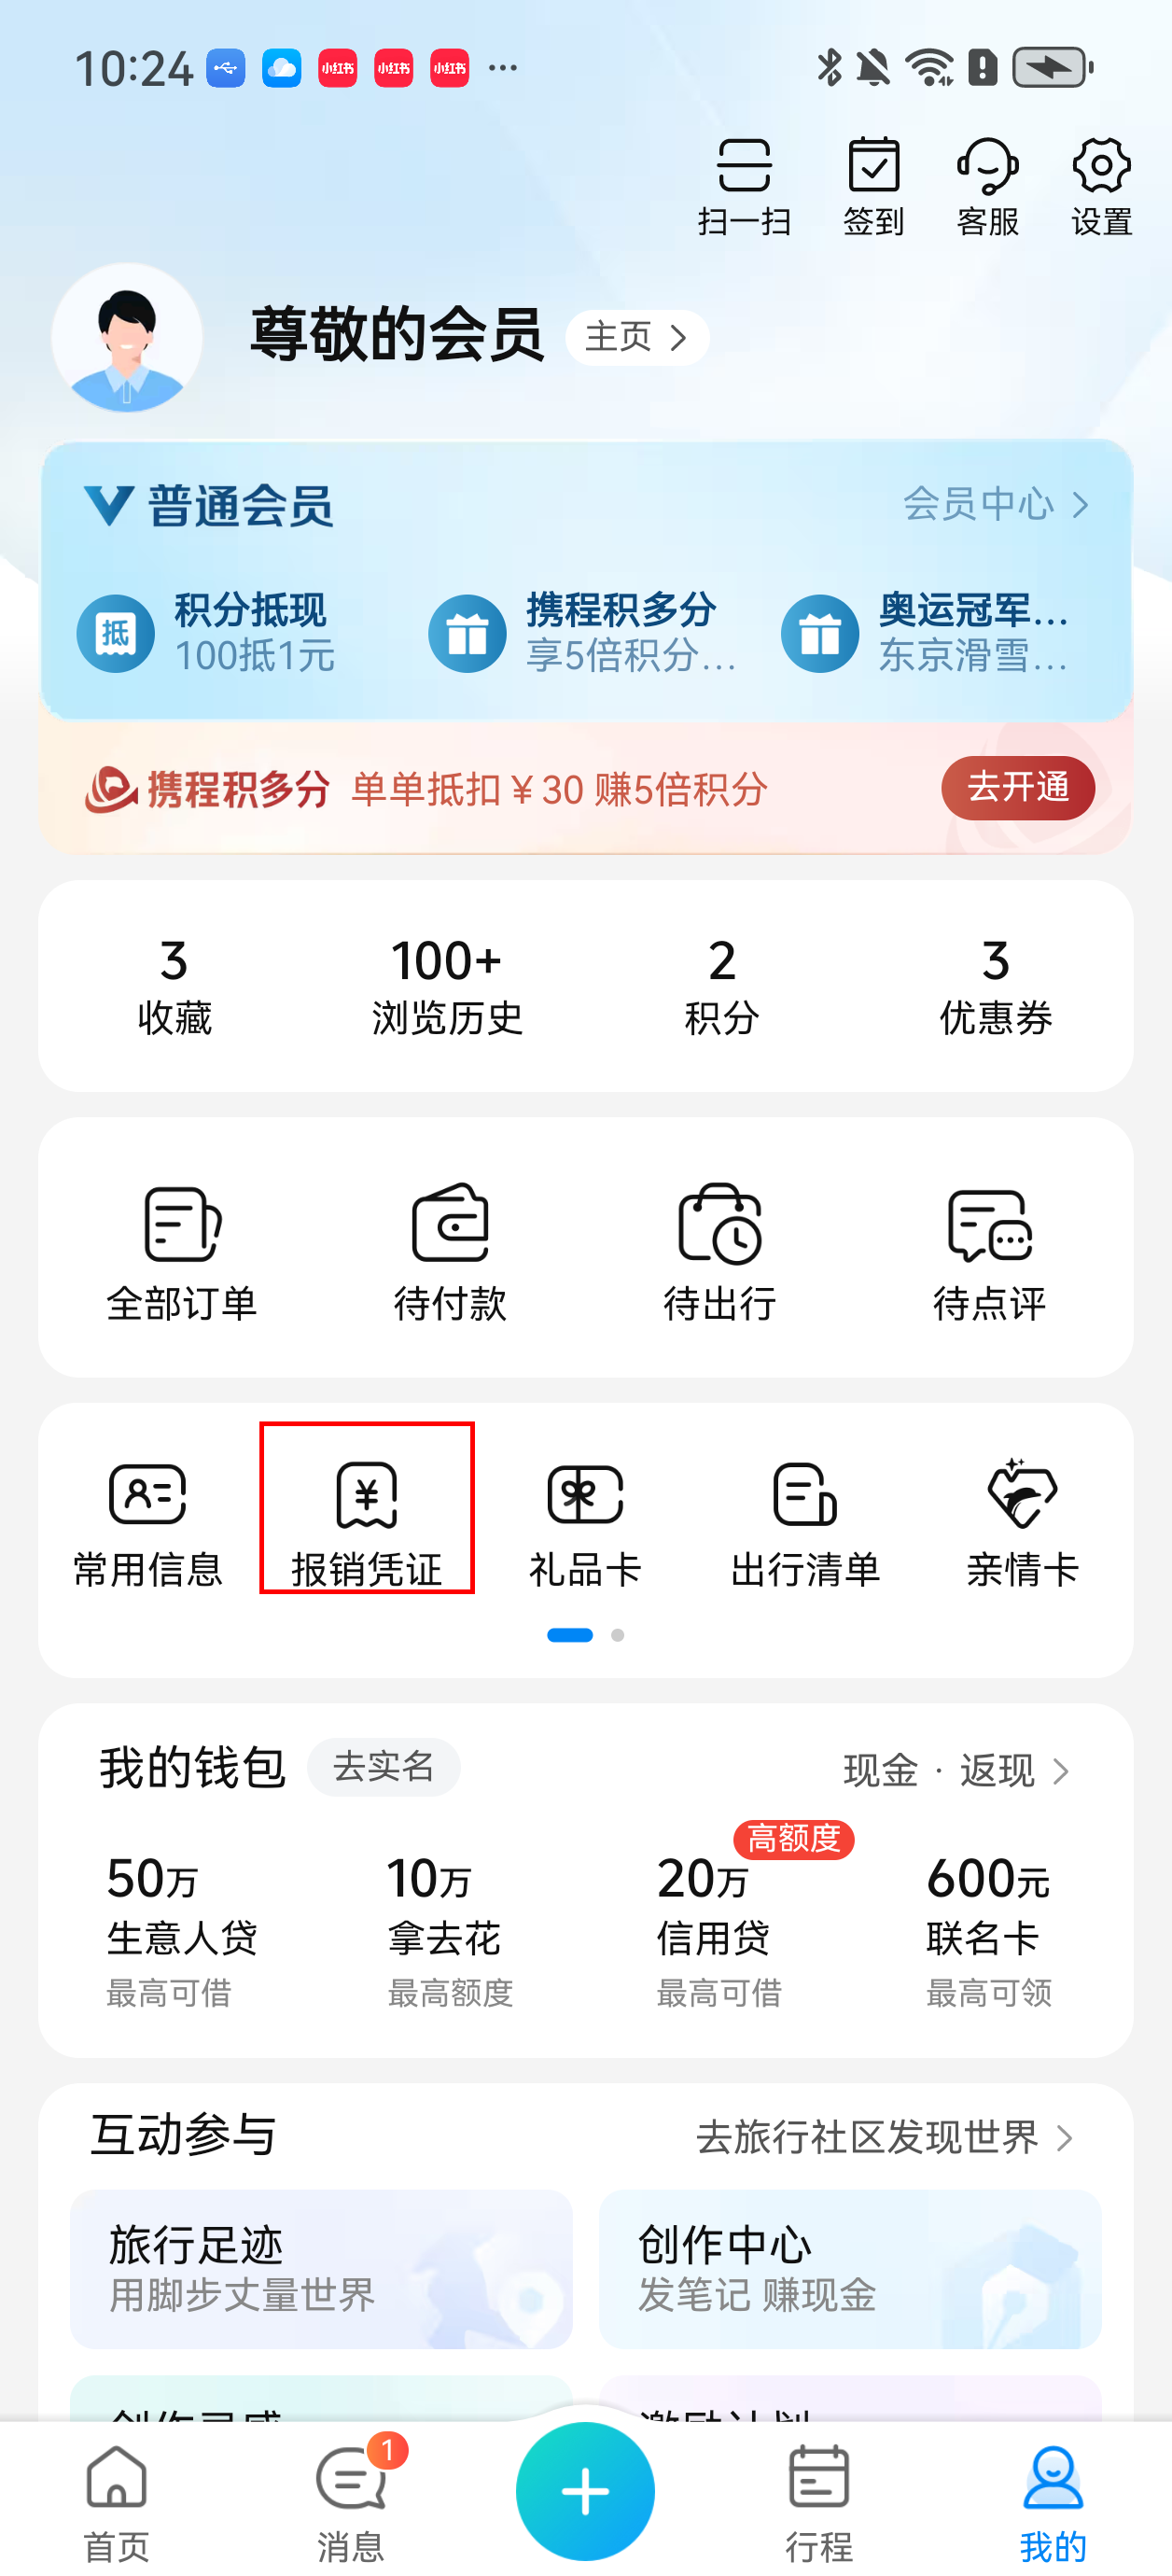 10:24 小红书 小红书 小红书 ···
扫一扫 签到 客服 设置
尊敬的会员 主页
普通会员 会员中心
抵 积分抵现 携程积多分 奥运冠军...
100抵1元 享5倍积分... 东京滑雪...
携程积多分 单单抵扣¥30 赚5倍积分 去开通
3 100+ 2 3
收藏 浏览历史 积分 优惠券
全部订单 待付款 待出行 待点评
常用信息 报销凭证 礼品卡 出行清单 亲情卡
我的钱包 去实名 现金 · 返现
高额度
50万 10万 20万 600元
生意人贷 拿去花 信用贷 联名卡
最高可借 最高额度 最高可借 最高可领
互动参与 去旅行社区发现世界
旅行足迹 创作中心
用脚步丈量世界 发笔记 赚现金
创作灵感 激励计划
1
首页 消息 行程 我的